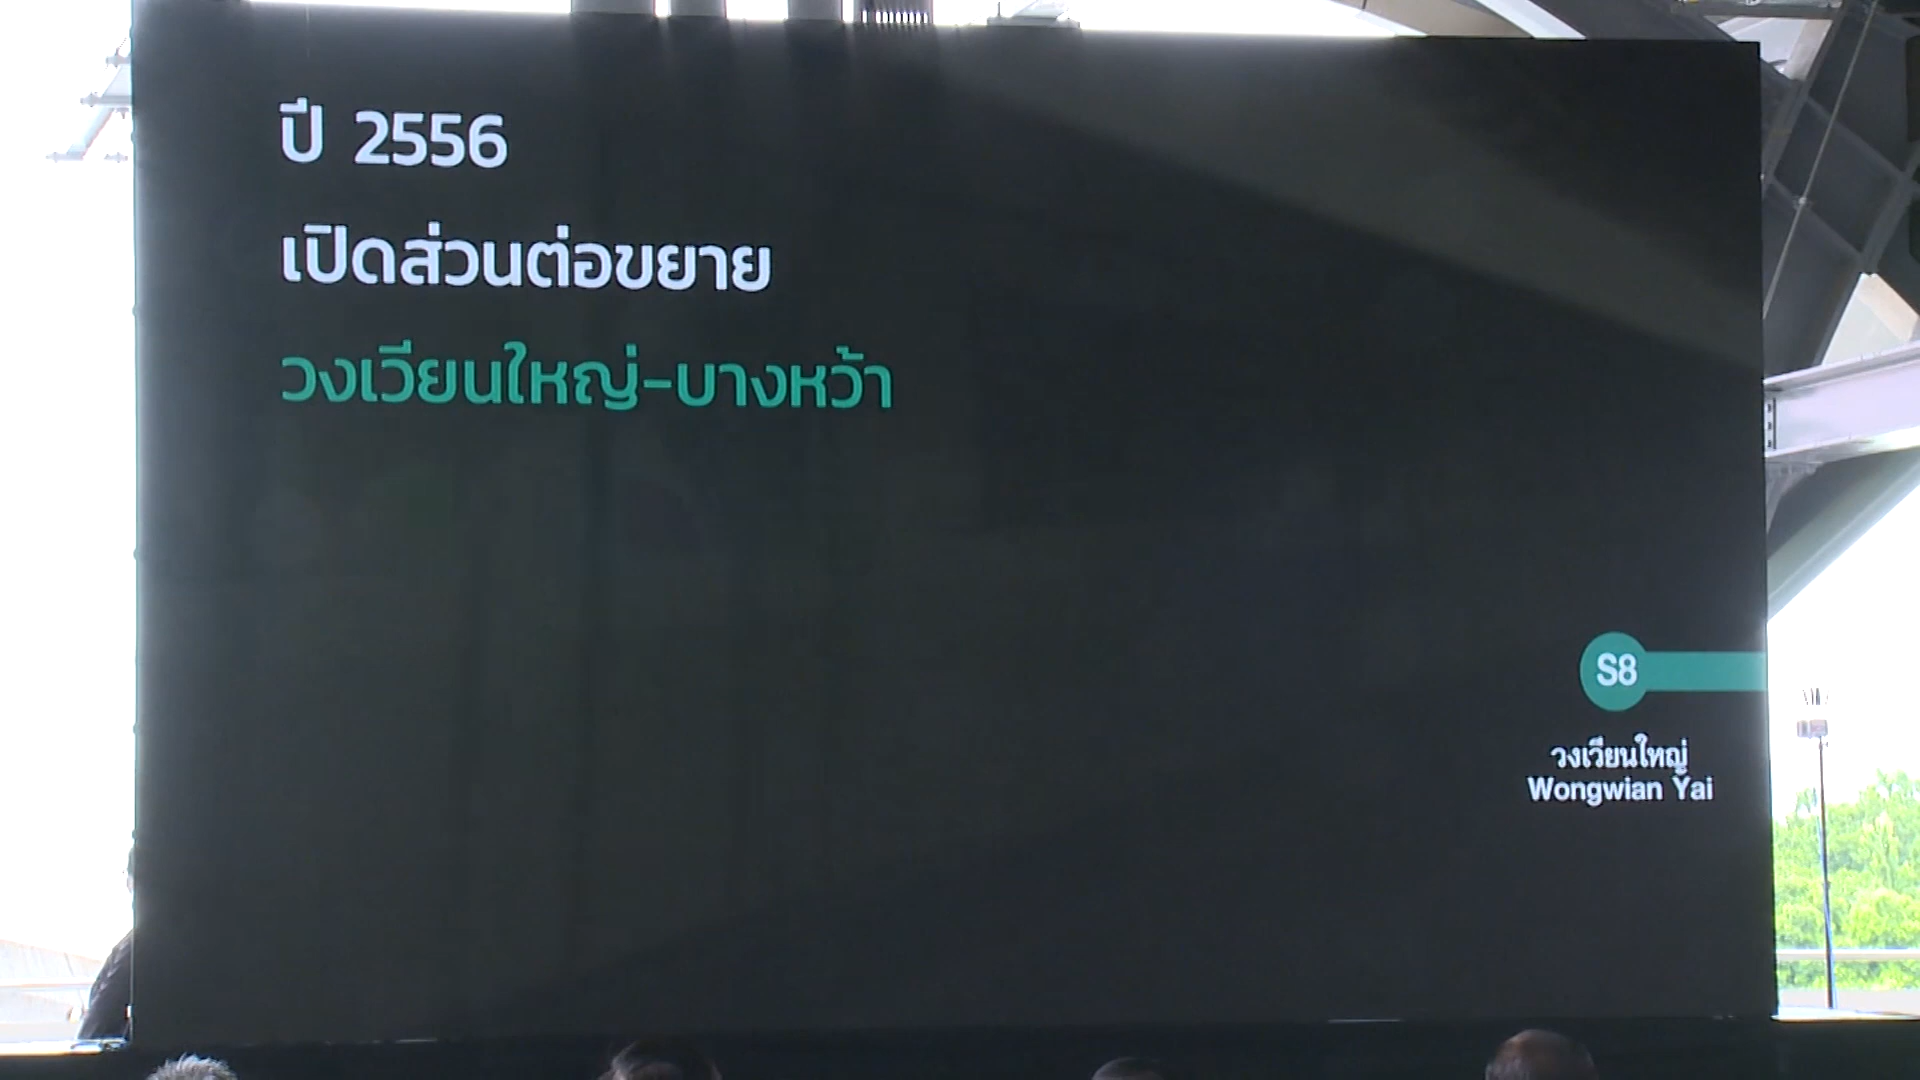 ปี 2556
เปิดส่วนต่อขยาย
วงเวียนใหญ่-บางหว้า
S8
วงเวียนใหญ่
Wongwian Yai